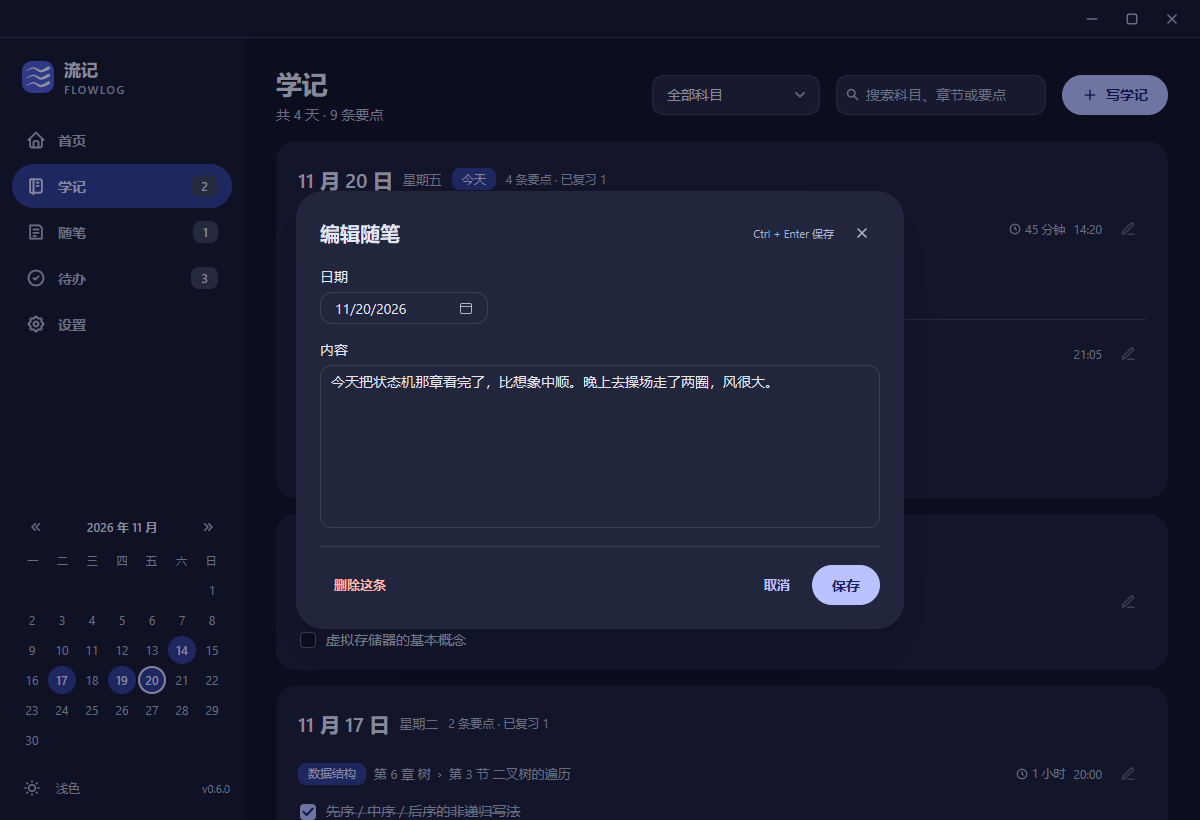 流记
FLOWLOG
首页
学记 2
随笔 1
待办 3
设置
2026 年 11 月
一 二 三 四 五 六 日
1
2 3 4 5 6 7 8
9 10 11 12 13 14 15
16 17 18 19 20 21 22
23 24 25 26 27 28 29
30
浅色 v0.6.0
学记
共 4 天 · 9 条要点
全部科目
搜索科目、章节或要点
写学记
11 月 20 日 星期五 今天 4 条要点 · 已复习 1
45 分钟 14:20
21:05
编辑随笔
Ctrl + Enter 保存
日期
11/20/2026
内容
今天把状态机那章看完了，比想象中顺。晚上去操场走了两圈，风很大。
删除这条
取消
保存
虚拟存储器的基本概念
11 月 17 日 星期二 2 条要点 · 已复习 1
数据结构 第 6 章 树 › 第 3 节 二叉树的遍历
1 小时 20:00
先序 / 中序 / 后序的非递归写法